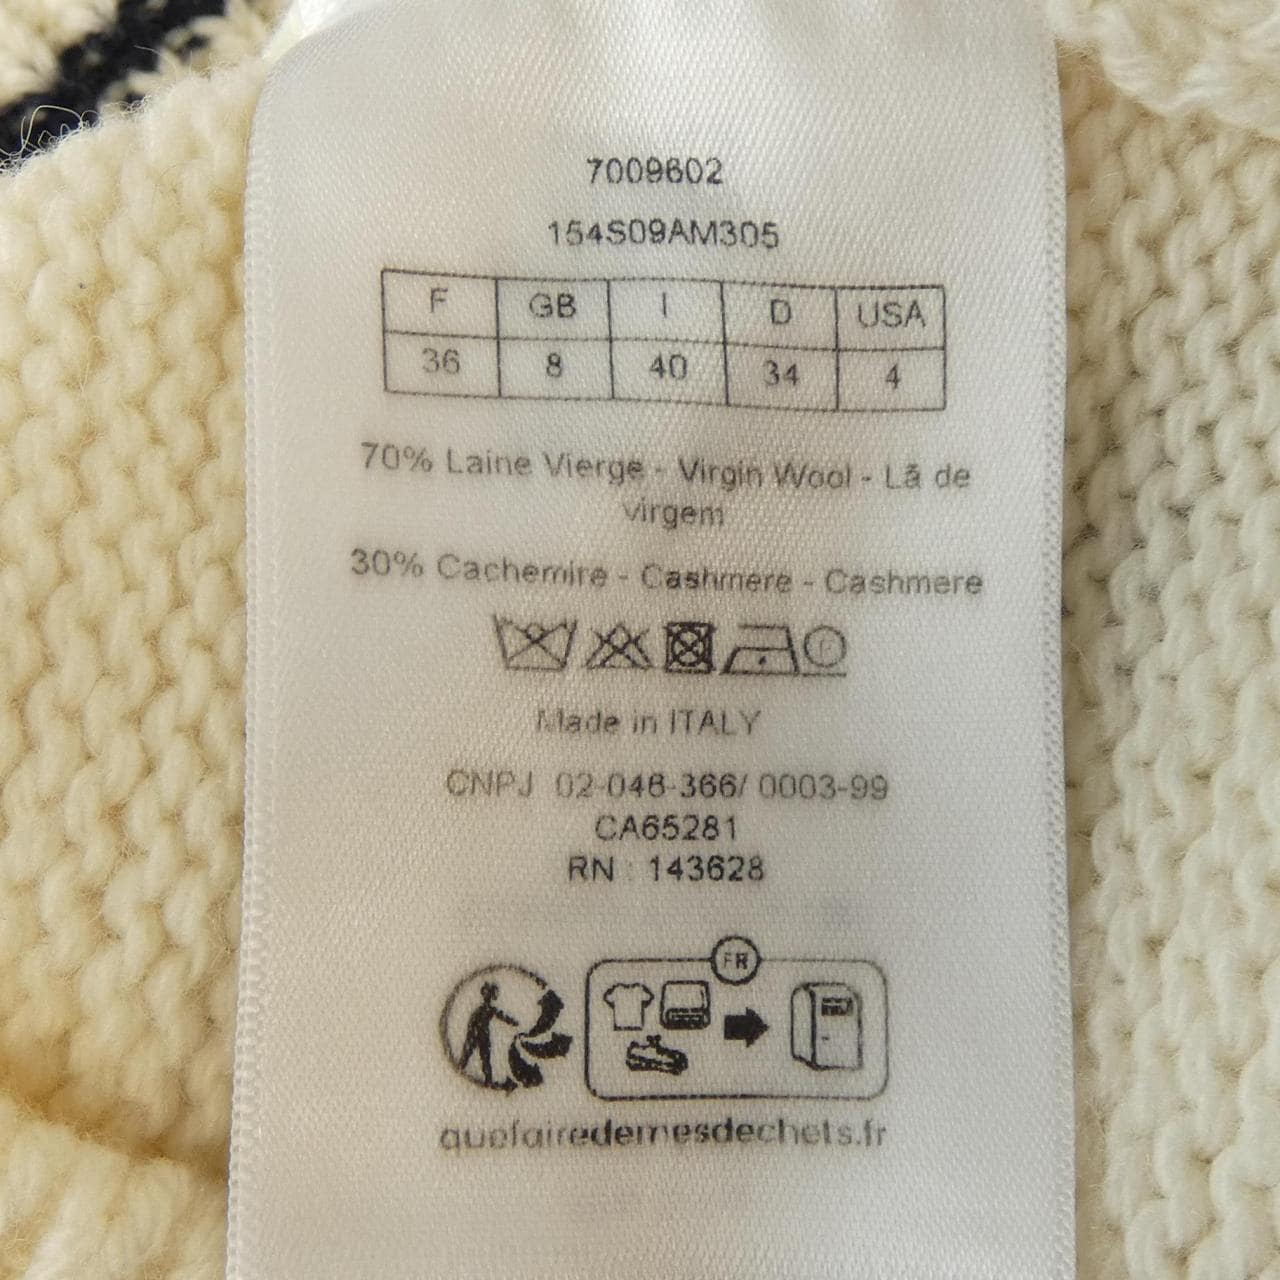 7009602
154S09AM305
F GB I D USA
36 8 40 34 4
70% Laine Vierge - Virgin Wool - Lã de
virgem
30% Cachemire - Cashmere - Cashmere
Made in ITALY
CNPJ 02-048-366/ 0003-99
CA65281
RN : 143628
FR
quefairedemesdechets.fr